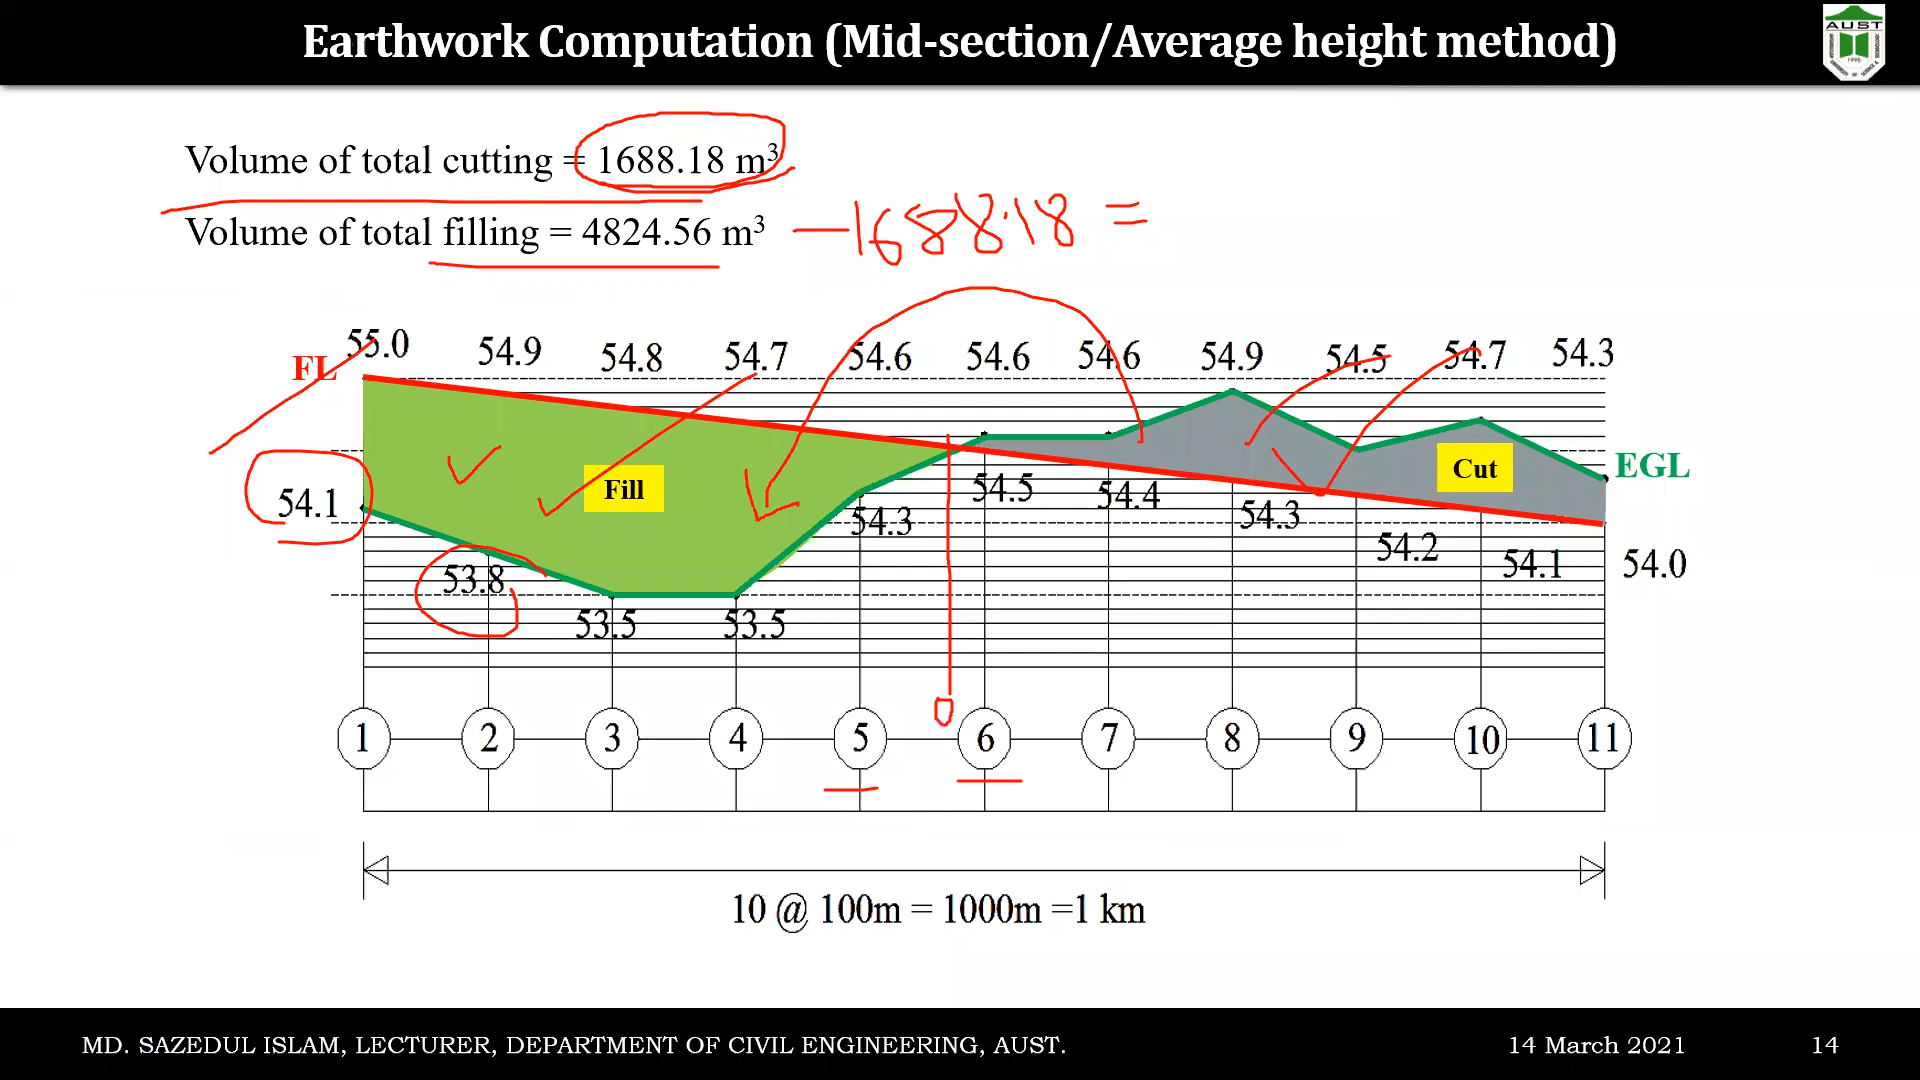 Earthwork Computation (Mid-section/Average height method)
AUST
Volume of total cutting = 1688.18 m³
Volume of total filling = 4824.56 m³ —1688.18 =
FL 55.0 54.9 54.8 54.7 54.6 54.6 54.6 54.9 54.5 54.7 54.3
54.1 Fill 54.5 54.4 Cut EGL
53.8 54.3 54.3 54.2 54.1 54.0
53.5 53.5
0
1 2 3 4 5 6 7 8 9 10 11
10 @ 100m = 1000m =1 km
MD. SAZEDUL ISLAM, LECTURER, DEPARTMENT OF CIVIL ENGINEERING, AUST. 14 March 2021 14